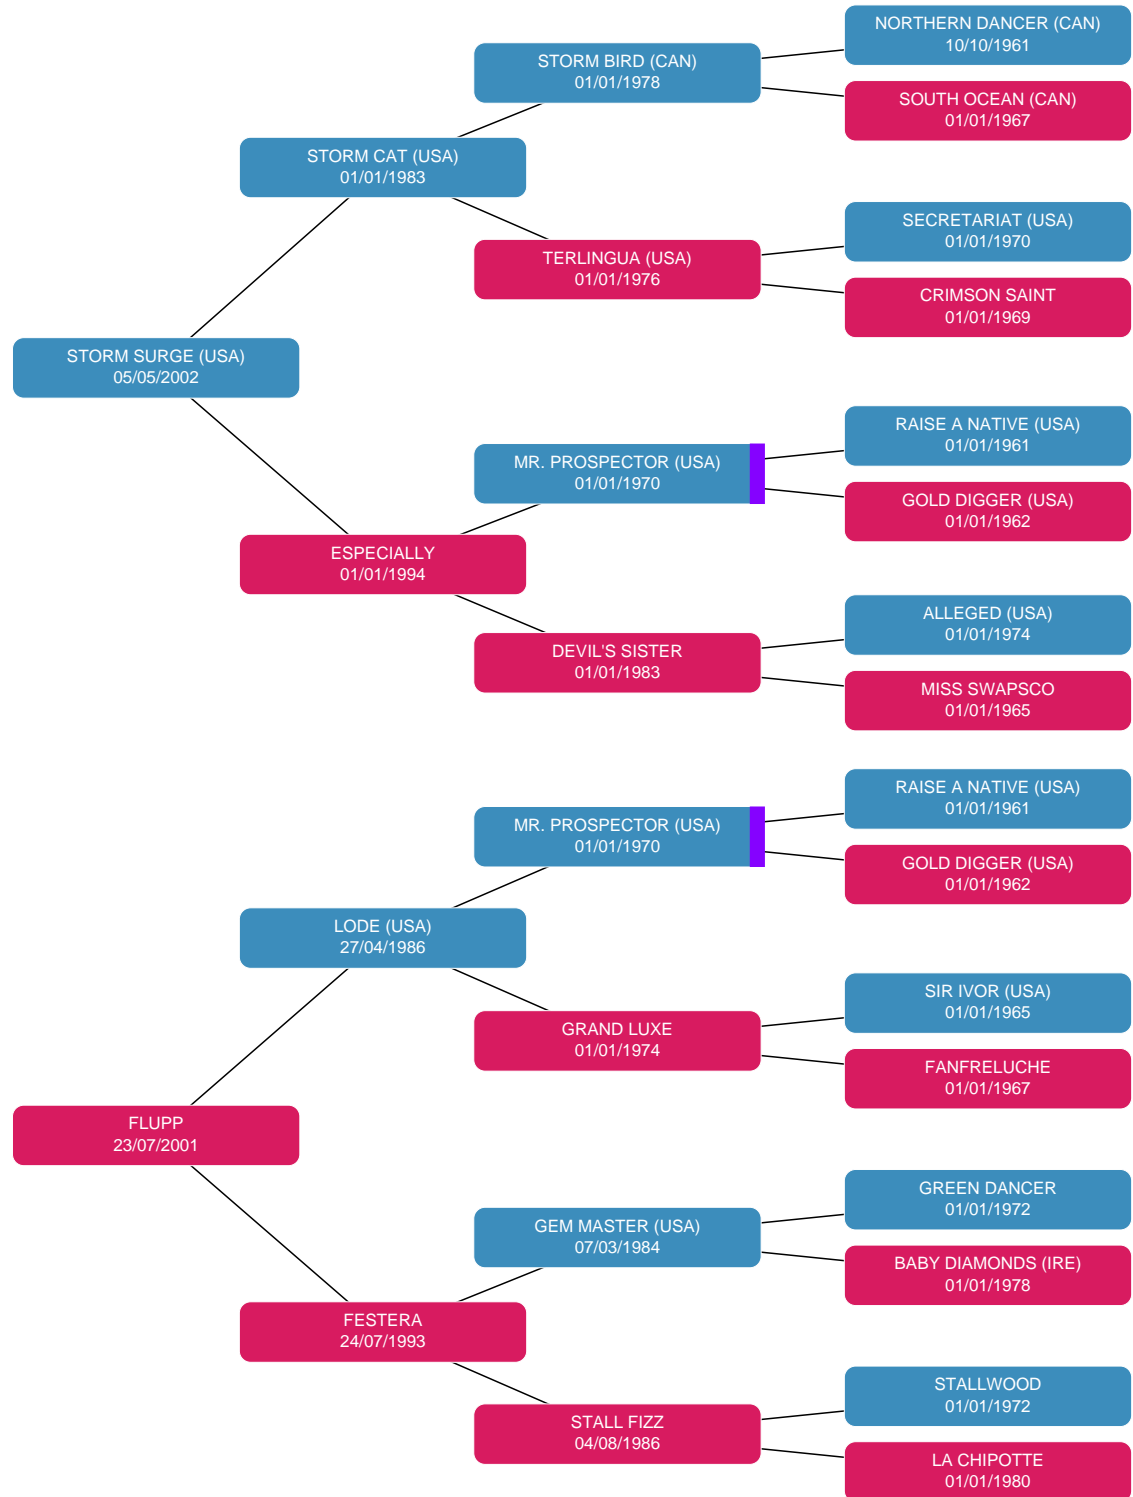 NORTHERN DANCER (CAN)
10/10/1961
STORM BIRD (CAN)
01/01/1978
SOUTH OCEAN (CAN)
01/01/1967
STORM CAT (USA)
01/01/1983
SECRETARIAT (USA)
01/01/1970
TERLINGUA (USA)
01/01/1976
CRIMSON SAINT
01/01/1969
STORM SURGE (USA)
05/05/2002
RAISE A NATIVE (USA)
01/01/1961
MR. PROSPECTOR (USA)
01/01/1970
GOLD DIGGER (USA)
01/01/1962
ESPECIALLY
01/01/1994
ALLEGED (USA)
01/01/1974
DEVIL'S SISTER
01/01/1983
MISS SWAPSCO
01/01/1965
RAISE A NATIVE (USA)
01/01/1961
MR. PROSPECTOR (USA)
01/01/1970
GOLD DIGGER (USA)
01/01/1962
LODE (USA)
27/04/1986
SIR IVOR (USA)
01/01/1965
GRAND LUXE
01/01/1974
FANFRELUCHE
01/01/1967
FLUPP
23/07/2001
GREEN DANCER
01/01/1972
GEM MASTER (USA)
07/03/1984
BABY DIAMONDS (IRE)
01/01/1978
FESTERA
24/07/1993
STALLWOOD
01/01/1972
STALL FIZZ
04/08/1986
LA CHIPOTTE
01/01/1980